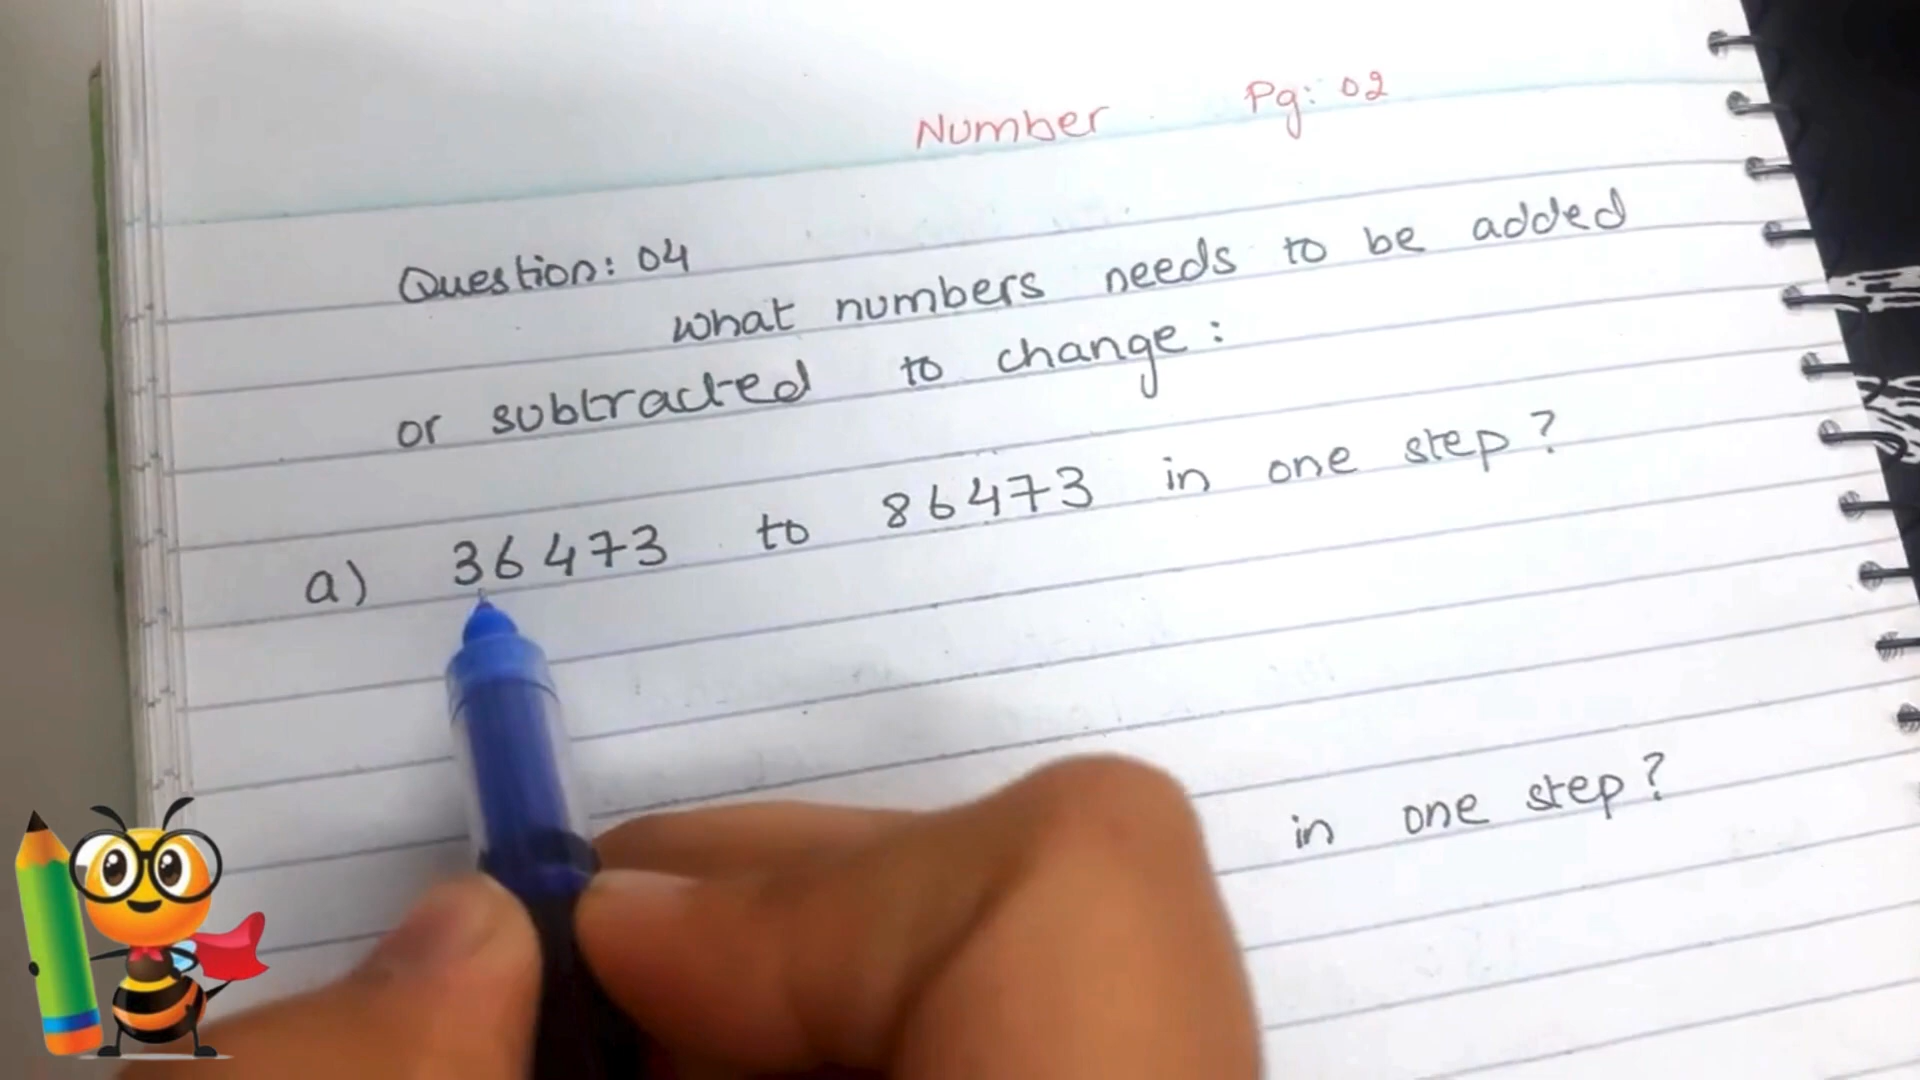 Number Pg: 02
Question: 04
What numbers needs to be added
or subtracted to change:
a) 36473 to 86473 in one step?
in one step?